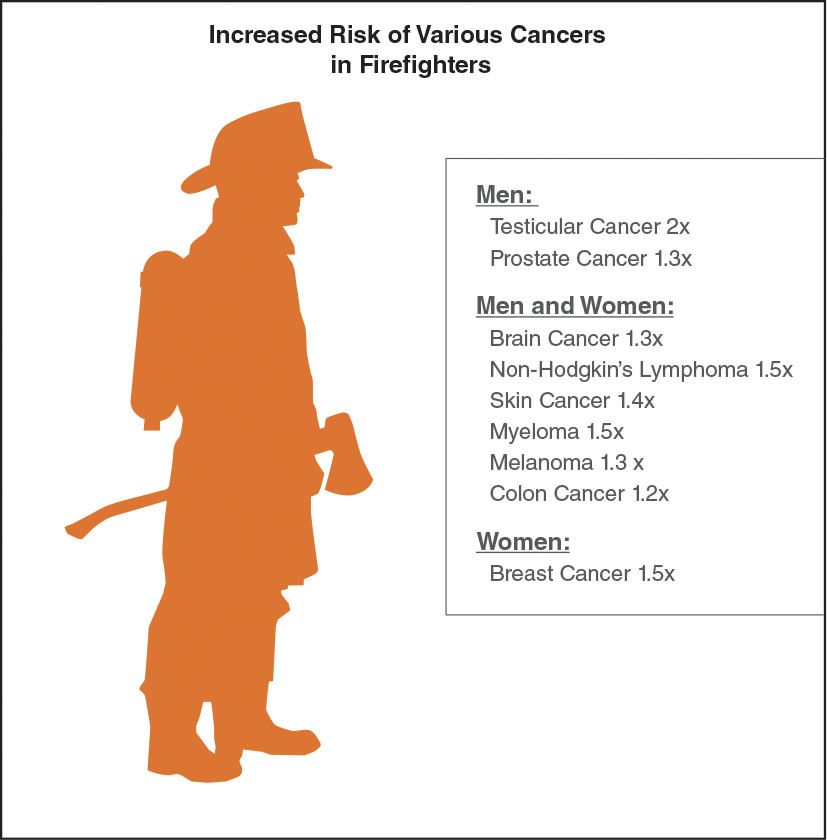 Increased Risk of Various Cancers
in Firefighters
Men:
Testicular Cancer 2x
Prostate Cancer 1.3x
Men and Women:
Brain Cancer 1.3x
Non-Hodgkin’s Lymphoma 1.5x
Skin Cancer 1.4x
Myeloma 1.5x
Melanoma 1.3 x
Colon Cancer 1.2x
Women:
Breast Cancer 1.5x